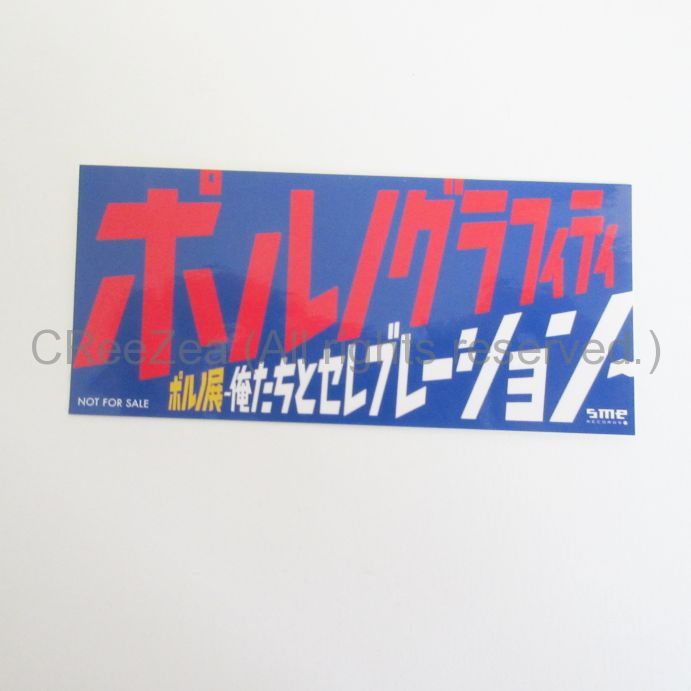 ポルノグラフィティ
ポルノ展-俺たちとセレブレーション-
NOT FOR SALE
sme
RECORDS
CReeZea (All rights reserved.)